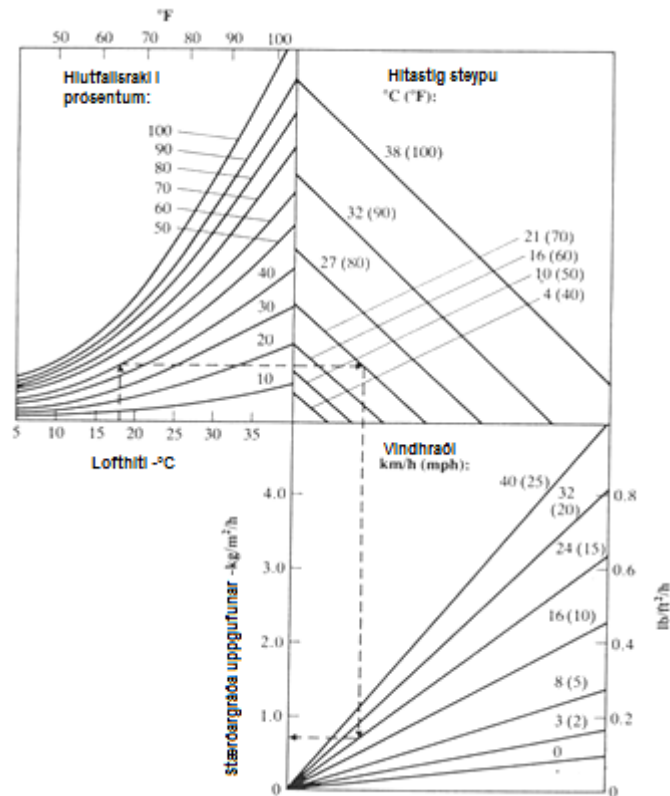 °F
50 60 70 80 90 100
Hlutfallsraki í
prósentum:
100
90
80
70
60
50
40
30
20
10
5 10 15 20 25 30 35
Lofthiti -°C
Hitastig steypu
°C (°F):
38 (100)
32 (90)
27 (80)
21 (70)
16 (60)
10 (50)
4 (40)
Vindhraði
km/h (mph):
40 (25)
32
(20)
24 (15)
16 (10)
8 (5)
3 (2)
0
Stærðargráða uppgufunar -kg/m²/h
4.0
3.0
2.0
1.0
0
lb/ft²/h
0.8
0.6
0.4
0.2
0